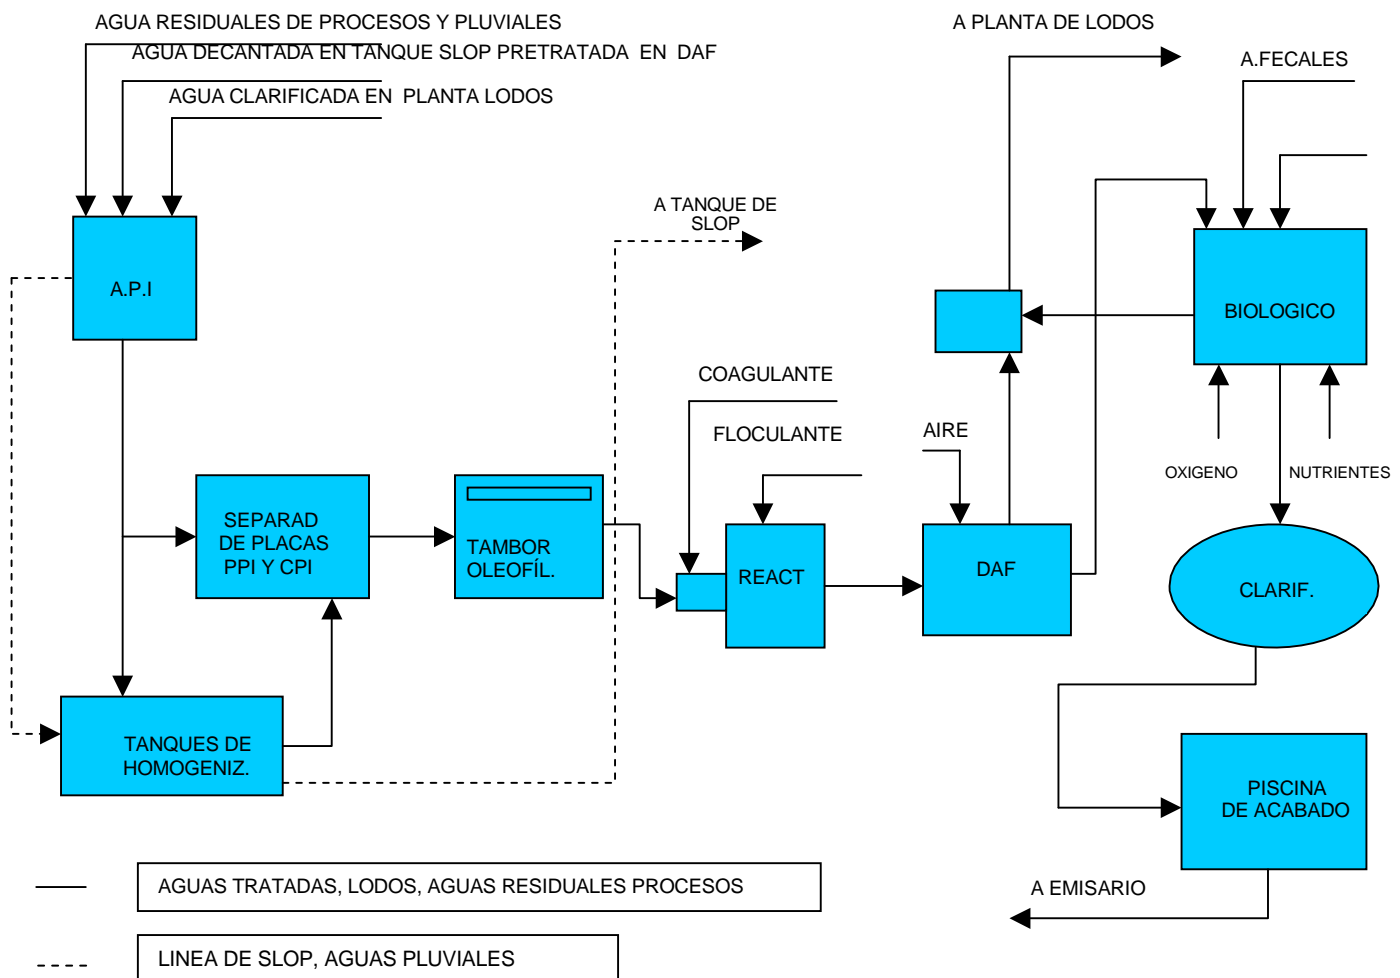 AGUA RESIDUALES DE PROCESOS Y PLUVIALES
AGUA DECANTADA EN TANQUE SLOP PRETRATADA EN DAF
AGUA CLARIFICADA EN PLANTA LODOS
A PLANTA DE LODOS
A.FECALES
A TANQUE DE
SLOP
A.P.I
BIOLOGICO
COAGULANTE
FLOCULANTE
AIRE
OXIGENO
NUTRIENTES
SEPARAD
DE PLACAS
PPI Y CPI
TAMBOR
OLEOFÍL.
REACT
DAF
CLARIF.
TANQUES DE
HOMOGENIZ.
PISCINA
DE ACABADO
A EMISARIO
AGUAS TRATADAS, LODOS, AGUAS RESIDUALES PROCESOS
LINEA DE SLOP, AGUAS PLUVIALES